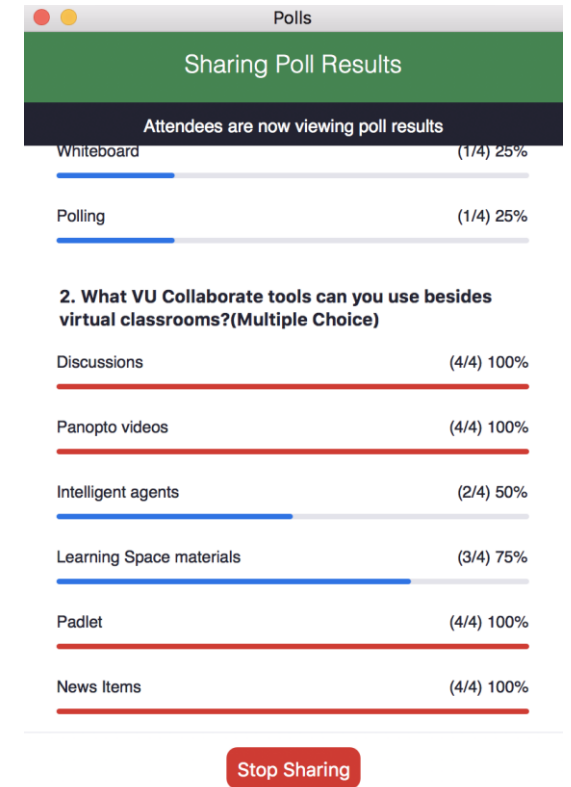 Polls
Sharing Poll Results
Attendees are now viewing poll results
Whiteboard (1/4) 25%
Polling (1/4) 25%
2. What VU Collaborate tools can you use besides
virtual classrooms?(Multiple Choice)
Discussions (4/4) 100%
Panopto videos (4/4) 100%
Intelligent agents (2/4) 50%
Learning Space materials (3/4) 75%
Padlet (4/4) 100%
News Items (4/4) 100%
Stop Sharing